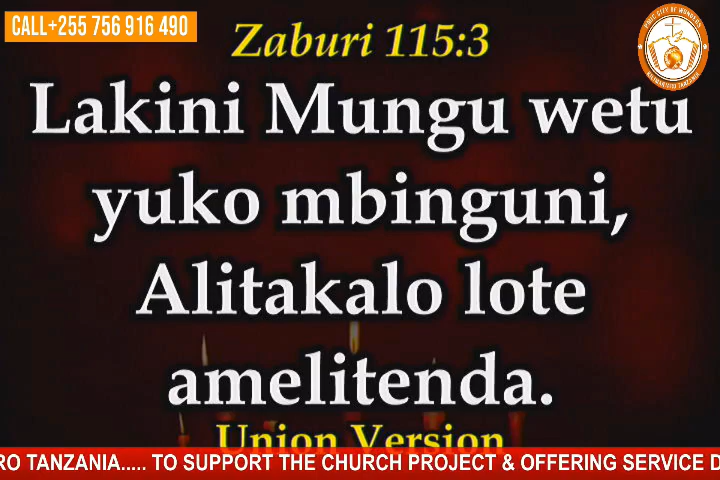 CALL+255 756 916 490
Zaburi 115:3
Lakini Mungu wetu
yuko mbinguni,
Alitakalo lote
amelitenda.
Union Version
RO TANZANIA..... TO SUPPORT THE CHURCH PROJECT & OFFERING SERVICE D